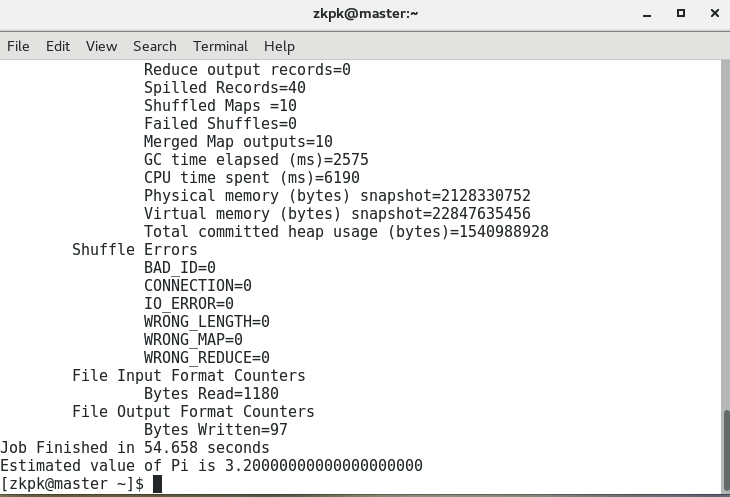 zkpk@master:~
File Edit View Search Terminal Help
Reduce output records=0
Spilled Records=40
Shuffled Maps =10
Failed Shuffles=0
Merged Map outputs=10
GC time elapsed (ms)=2575
CPU time spent (ms)=6190
Physical memory (bytes) snapshot=2128330752
Virtual memory (bytes) snapshot=22847635456
Total committed heap usage (bytes)=1540988928
Shuffle Errors
BAD_ID=0
CONNECTION=0
IO_ERROR=0
WRONG_LENGTH=0
WRONG_MAP=0
WRONG_REDUCE=0
File Input Format Counters
Bytes Read=1180
File Output Format Counters
Bytes Written=97
Job Finished in 54.658 seconds
Estimated value of Pi is 3.20000000000000000000
[zkpk@master ~]$